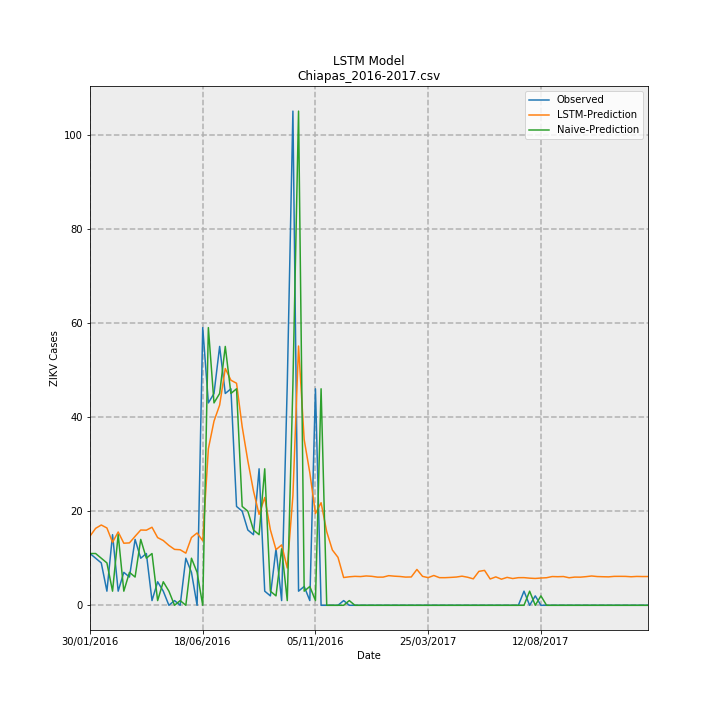 LSTM Model
Chiapas_2016-2017.csv
Observed
LSTM-Prediction
Naive-Prediction
100
80
60
40
20
0
ZIKV Cases
30/01/2016
18/06/2016
05/11/2016
25/03/2017
12/08/2017
Date